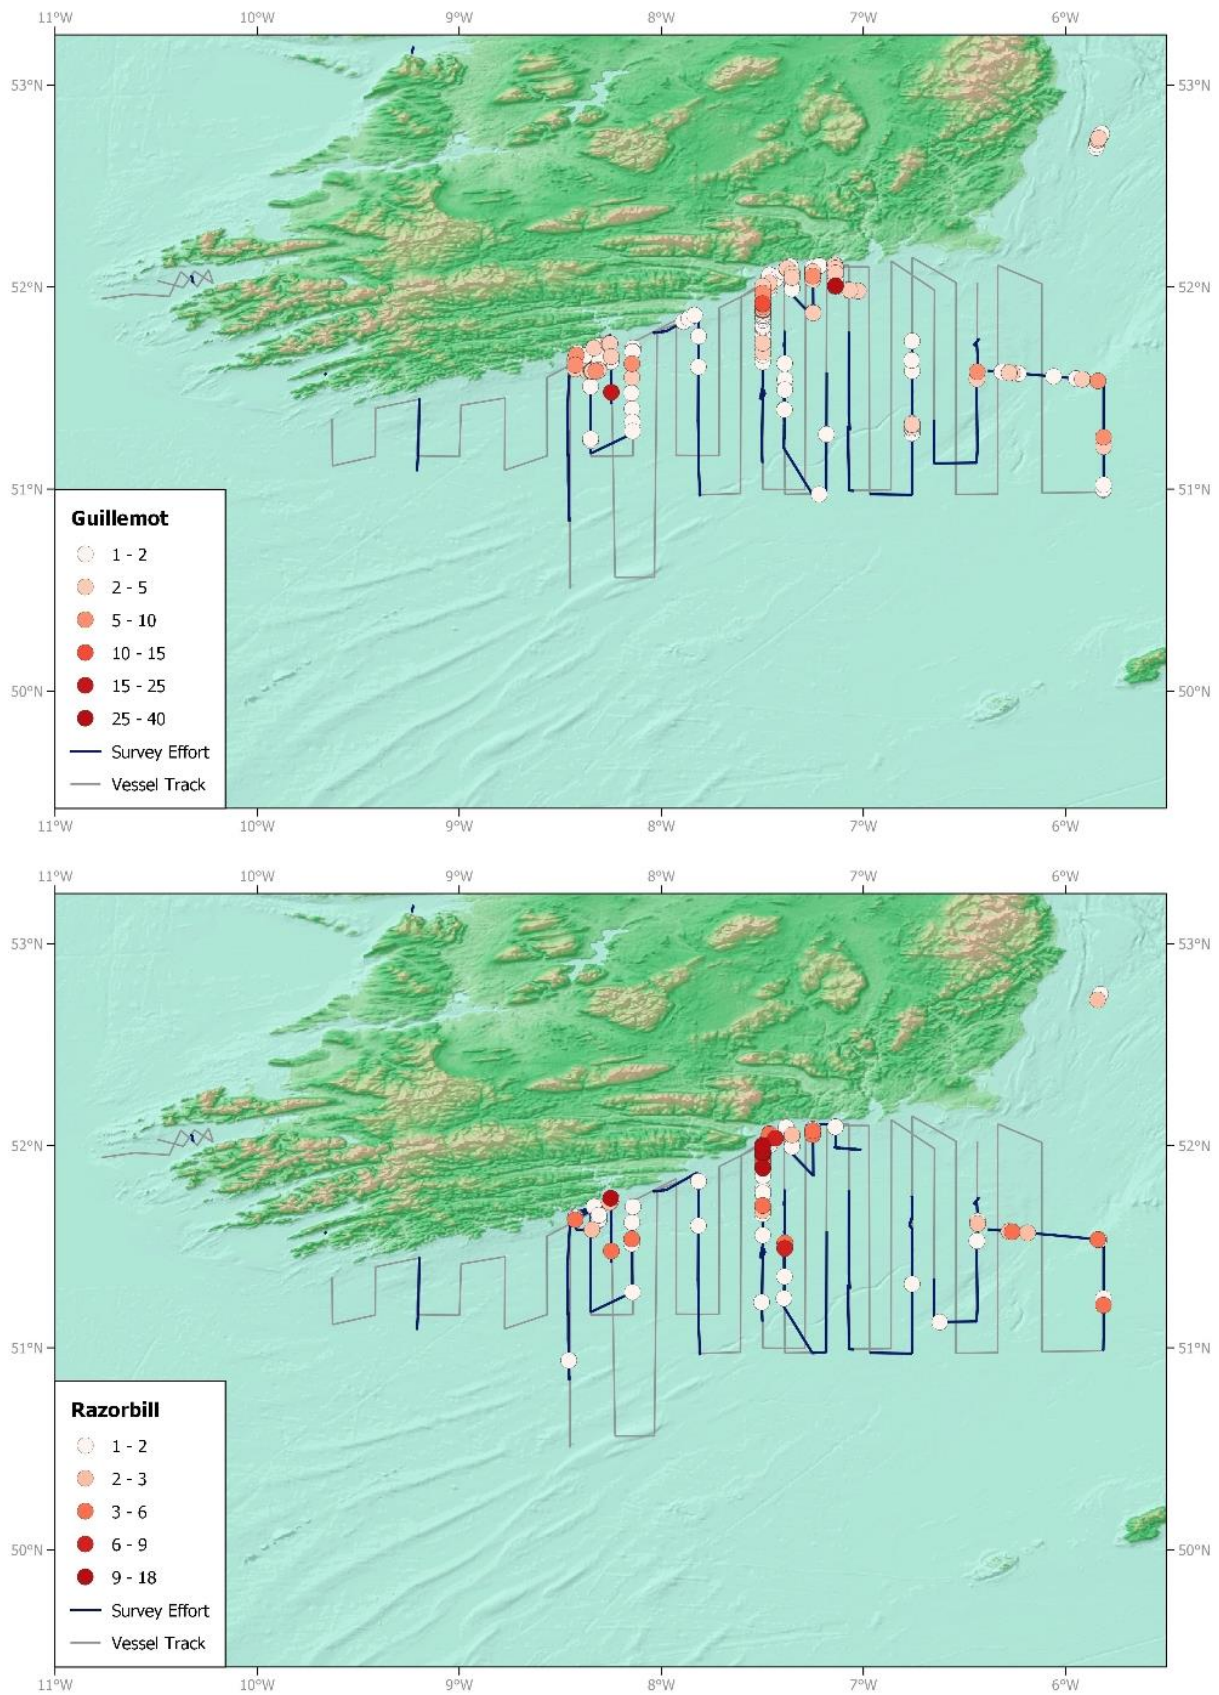 11°W 10°W 9°W 8°W 7°W 6°W
53°N 53°N
52°N 52°N
51°N 51°N
Guillemot
1 - 2
2 - 5
5 - 10
10 - 15
15 - 25
25 - 40
Survey Effort
Vessel Track
50°N 50°N
11°W 10°W 9°W 8°W 7°W 6°W
11°W 10°W 9°W 8°W 7°W 6°W
53°N 53°N
52°N 52°N
51°N 51°N
Razorbill
1 - 2
2 - 3
3 - 6
6 - 9
9 - 18
Survey Effort
Vessel Track
50°N 50°N
11°W 10°W 9°W 8°W 7°W 6°W